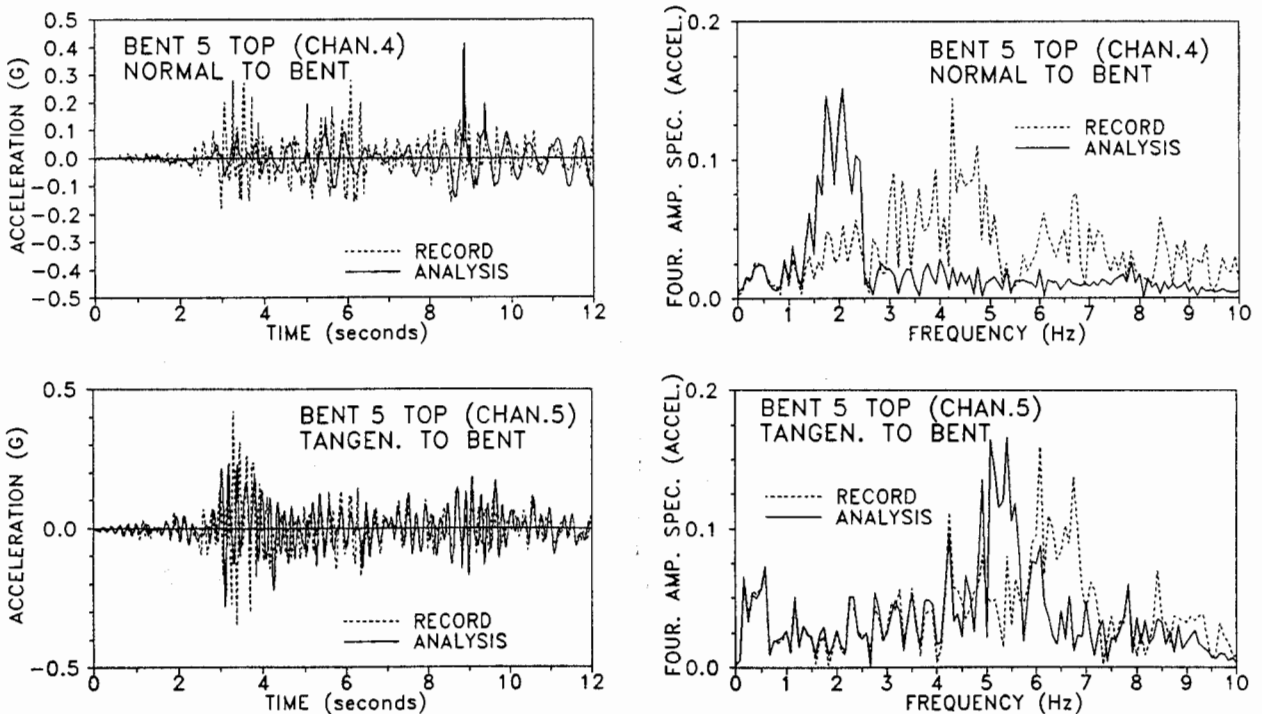 ACCELERATION (G)
0.5
0.4
0.3
0.2
0.1
0.0
−0.1
−0.2
−0.3
−0.4
−0.5
BENT 5 TOP (CHAN.4)
NORMAL TO BENT
RECORD
ANALYSIS
0 2 4 6 8 10 12
TIME (seconds)
FOUR. AMP. SPEC. (ACCEL.)
0.2
0.1
0.0
BENT 5 TOP (CHAN.4)
NORMAL TO BENT
RECORD
ANALYSIS
0 1 2 3 4 5 6 7 8 9 10
FREQUENCY (Hz)
ACCELERATION (G)
0.5
0.0
−0.5
BENT 5 TOP (CHAN.5)
TANGEN. TO BENT
RECORD
ANALYSIS
0 2 4 6 8 10 12
TIME (seconds)
FOUR. AMP. SPEC. (ACCEL.)
0.2
0.1
0.0
BENT 5 TOP (CHAN.5)
TANGEN. TO BENT
RECORD
ANALYSIS
0 1 2 3 4 5 6 7 8 9 10
FREQUENCY (Hz)